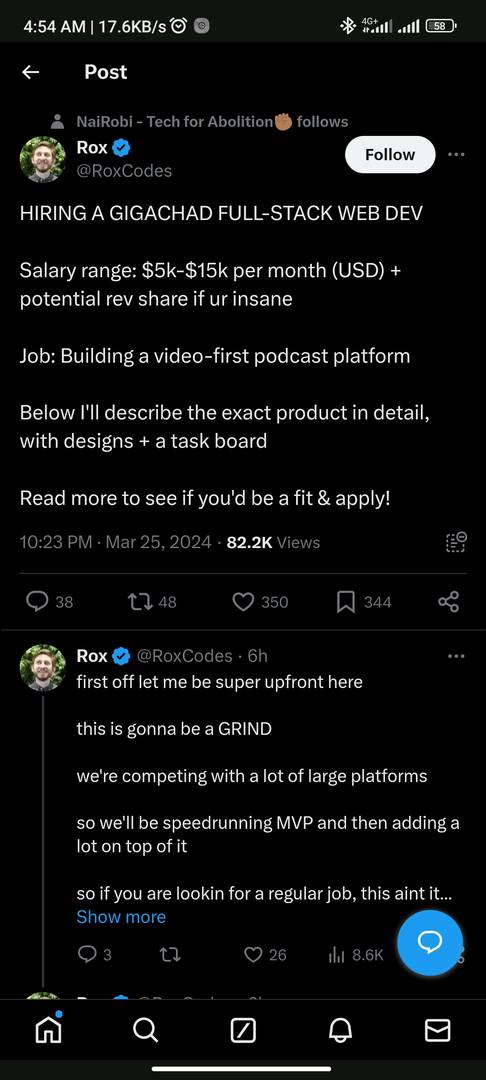 4:54 AM | 17.6KB/s
4G+
58
Post
NaiRobi - Tech for Abolition✊🏽 follows
Rox
@RoxCodes
Follow
HIRING A GIGACHAD FULL-STACK WEB DEV
Salary range: $5k-$15k per month (USD) +
potential rev share if ur insane
Job: Building a video-first podcast platform
Below I'll describe the exact product in detail,
with designs + a task board
Read more to see if you'd be a fit & apply!
10:23 PM · Mar 25, 2024 · 82.2K Views
38 48 350 344
Rox @RoxCodes · 6h
first off let me be super upfront here
this is gonna be a GRIND
we're competing with a lot of large platforms
so we'll be speedrunning MVP and then adding a
lot on top of it
so if you are lookin for a regular job, this aint it...
Show more
3 26 8.6K